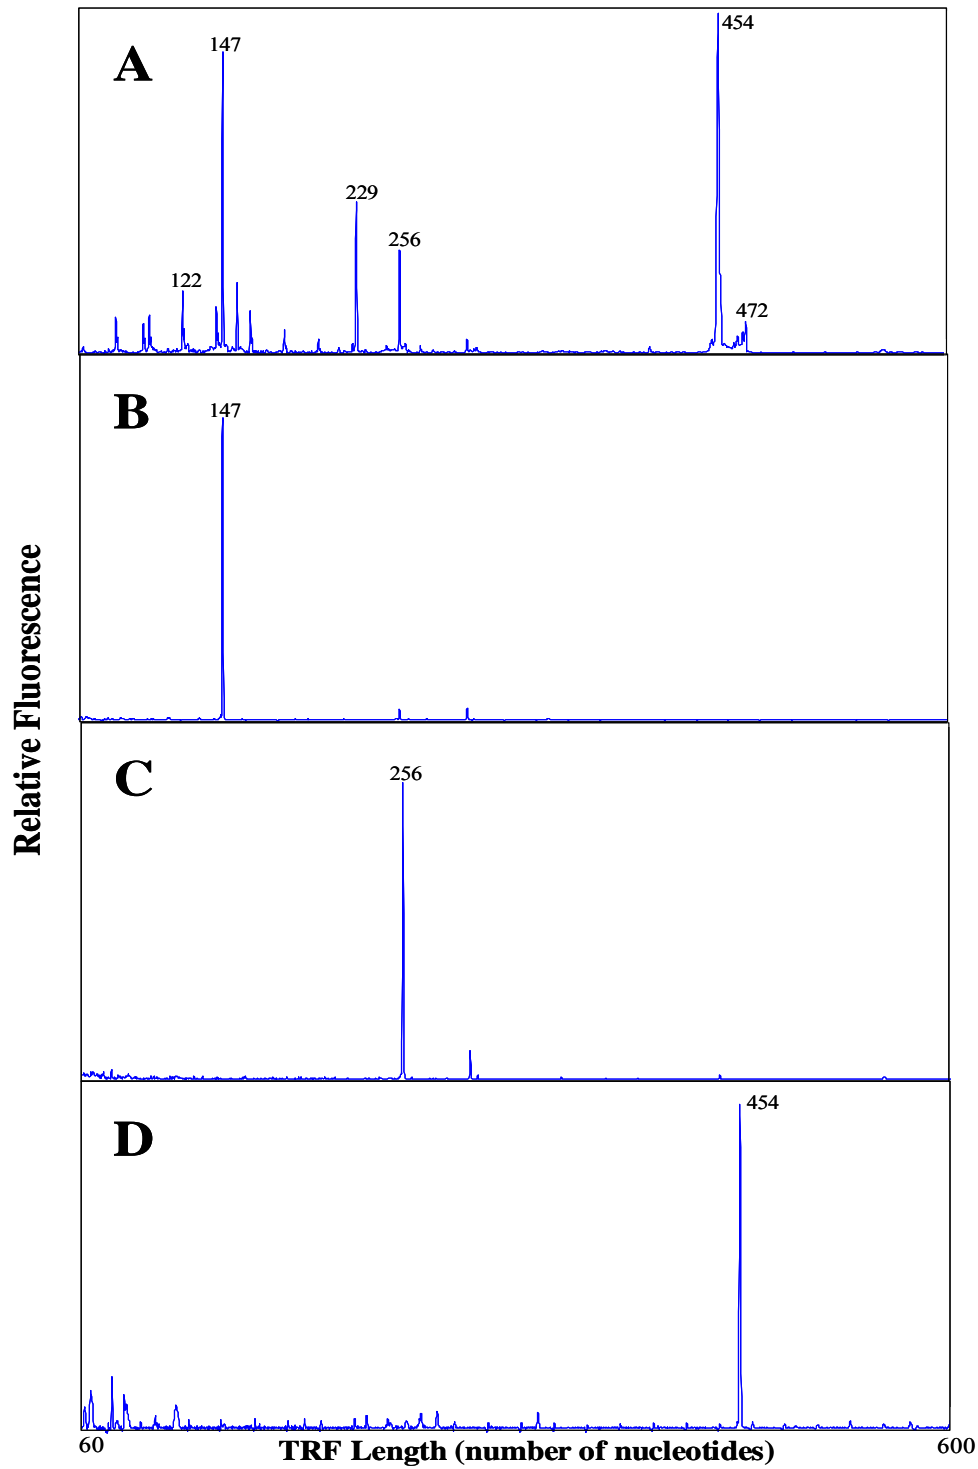 A
147
454
229
256
122
472
B
147
Relative Fluorescence
C
256
D
454
60
TRF Length (number of nucleotides)
600